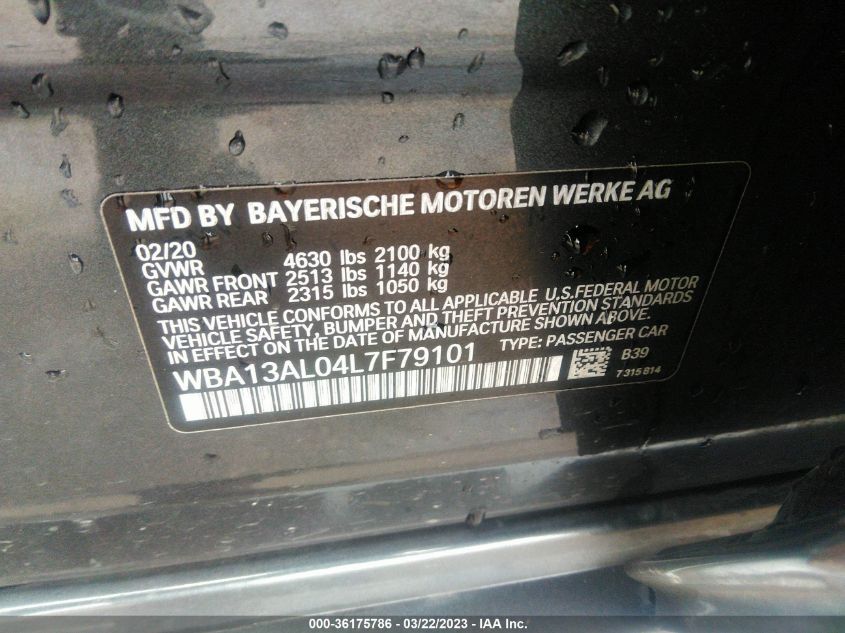 MFD BY BAYERISCHE MOTOREN WERKE AG
02/20
GVWR 4630 lbs 2100 kg
GAWR FRONT 2513 lbs 1140 kg
GAWR REAR 2315 lbs 1050 kg
THIS VEHICLE CONFORMS TO ALL APPLICABLE U.S.FEDERAL MOTOR
VEHICLE SAFETY, BUMPER AND THEFT PREVENTION STANDARDS
IN EFFECT ON THE DATE OF MANUFACTURE SHOWN ABOVE.
WBA13AL04L7F79101 TYPE: PASSENGER CAR
B39
7 315 814
000-36175786 - 03/22/2023 - IAA Inc.